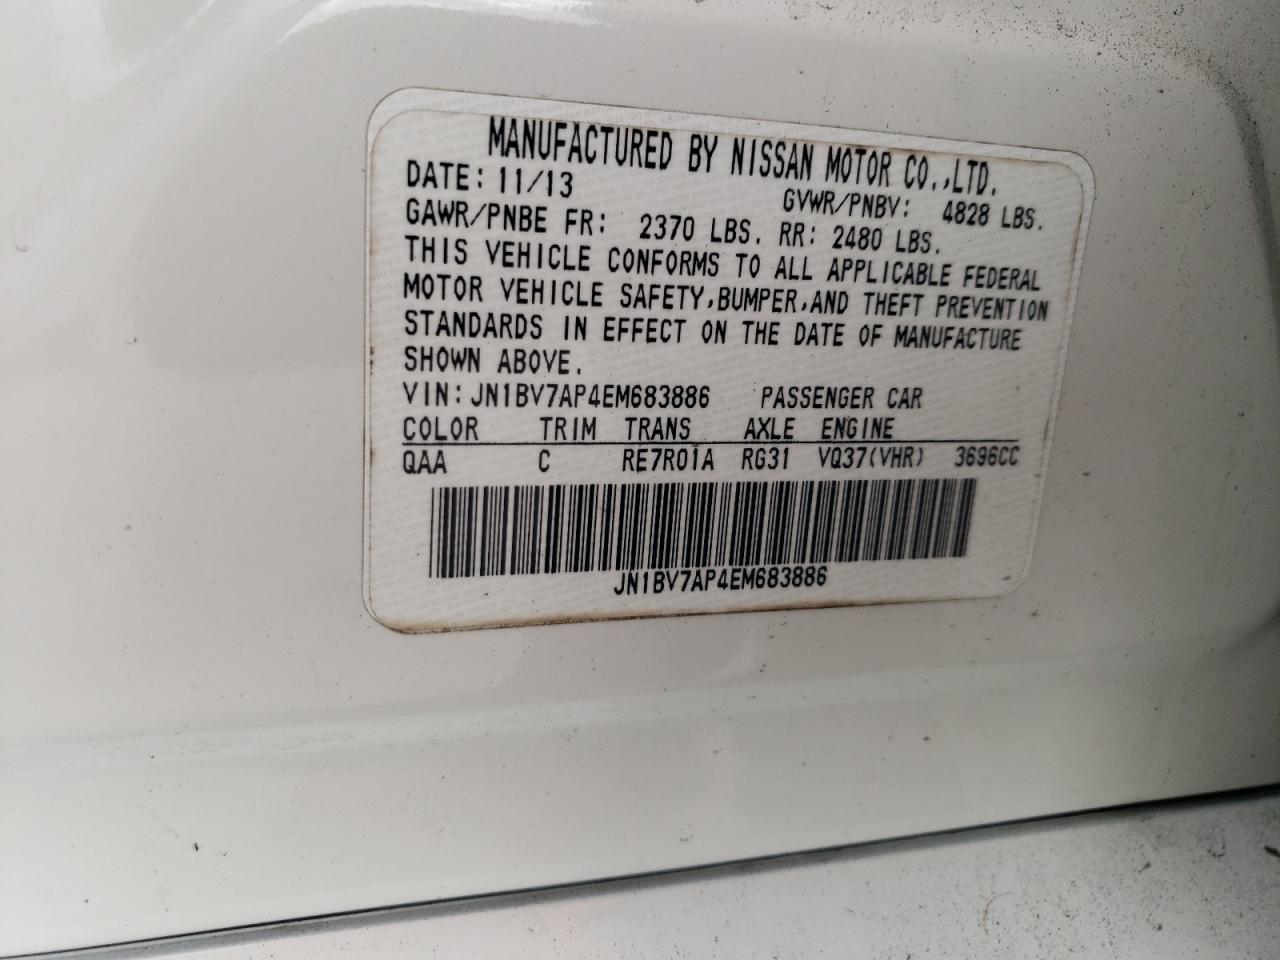 MANUFACTURED BY NISSAN MOTOR CO.,LTD.
DATE: 11/13 GVWR/PNBV: 4828 LBS.
GAWR/PNBE FR: 2370 LBS. RR: 2480 LBS.
THIS VEHICLE CONFORMS TO ALL APPLICABLE FEDERAL
MOTOR VEHICLE SAFETY,BUMPER,AND THEFT PREVENTION
STANDARDS IN EFFECT ON THE DATE OF MANUFACTURE
SHOWN ABOVE.
VIN:JN1BV7AP4EM683886 PASSENGER CAR
COLOR TRIM TRANS AXLE ENGINE
QAA C RE7R01A RG31 VQ37(VHR) 3696CC
JN1BV7AP4EM683886